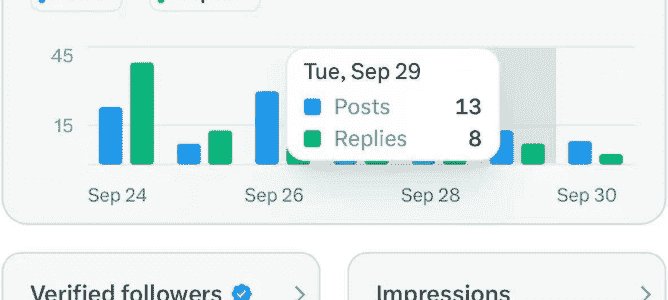 45
Tue, Sep 29
Posts 13
15
Replies 8
Sep 24 Sep 26 Sep 28 Sep 30
Verified followers
Impressions